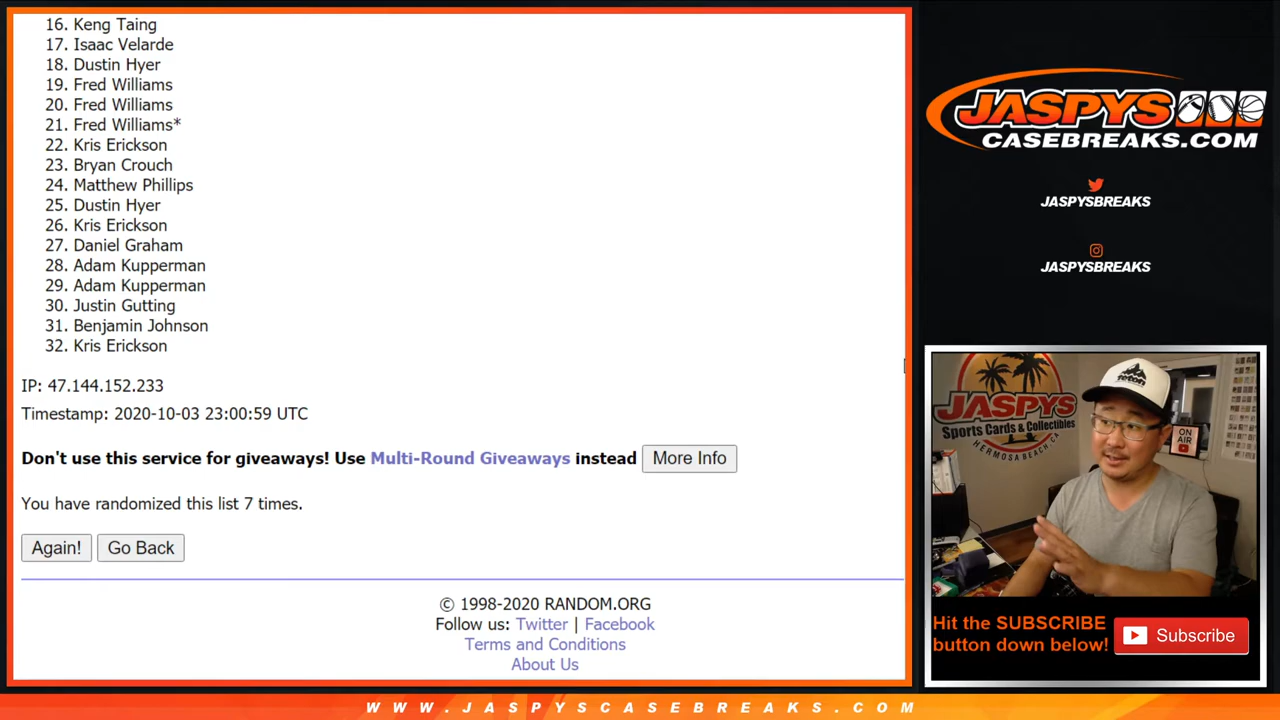 16. Keng Taing
17. Isaac Velarde
18. Dustin Hyer
19. Fred Williams
20. Fred Williams
21. Fred Williams*
22. Kris Erickson
23. Bryan Crouch
24. Matthew Phillips
25. Dustin Hyer
26. Kris Erickson
27. Daniel Graham
28. Adam Kupperman
29. Adam Kupperman
30. Justin Gutting
31. Benjamin Johnson
32. Kris Erickson
IP: 47.144.152.233
Timestamp: 2020-10-03 23:00:59 UTC
Don't use this service for giveaways! Use Multi-Round Giveaways instead More Info
You have randomized this list 7 times.
Again! Go Back
© 1998-2020 RANDOM.ORG
Follow us: Twitter | Facebook
Terms and Conditions
About Us
JASPYS
CASEBREAKS.COM
JASPYSBREAKS
JASPYSBREAKS
JASPYS
Sports Cards & Collectibles
HERMOSA BEACH, CA
TETON
ON
AIR
Hit the SUBSCRIBE
button down below!
Subscribe
WWW.JASPYSCASEBREAKS.COM